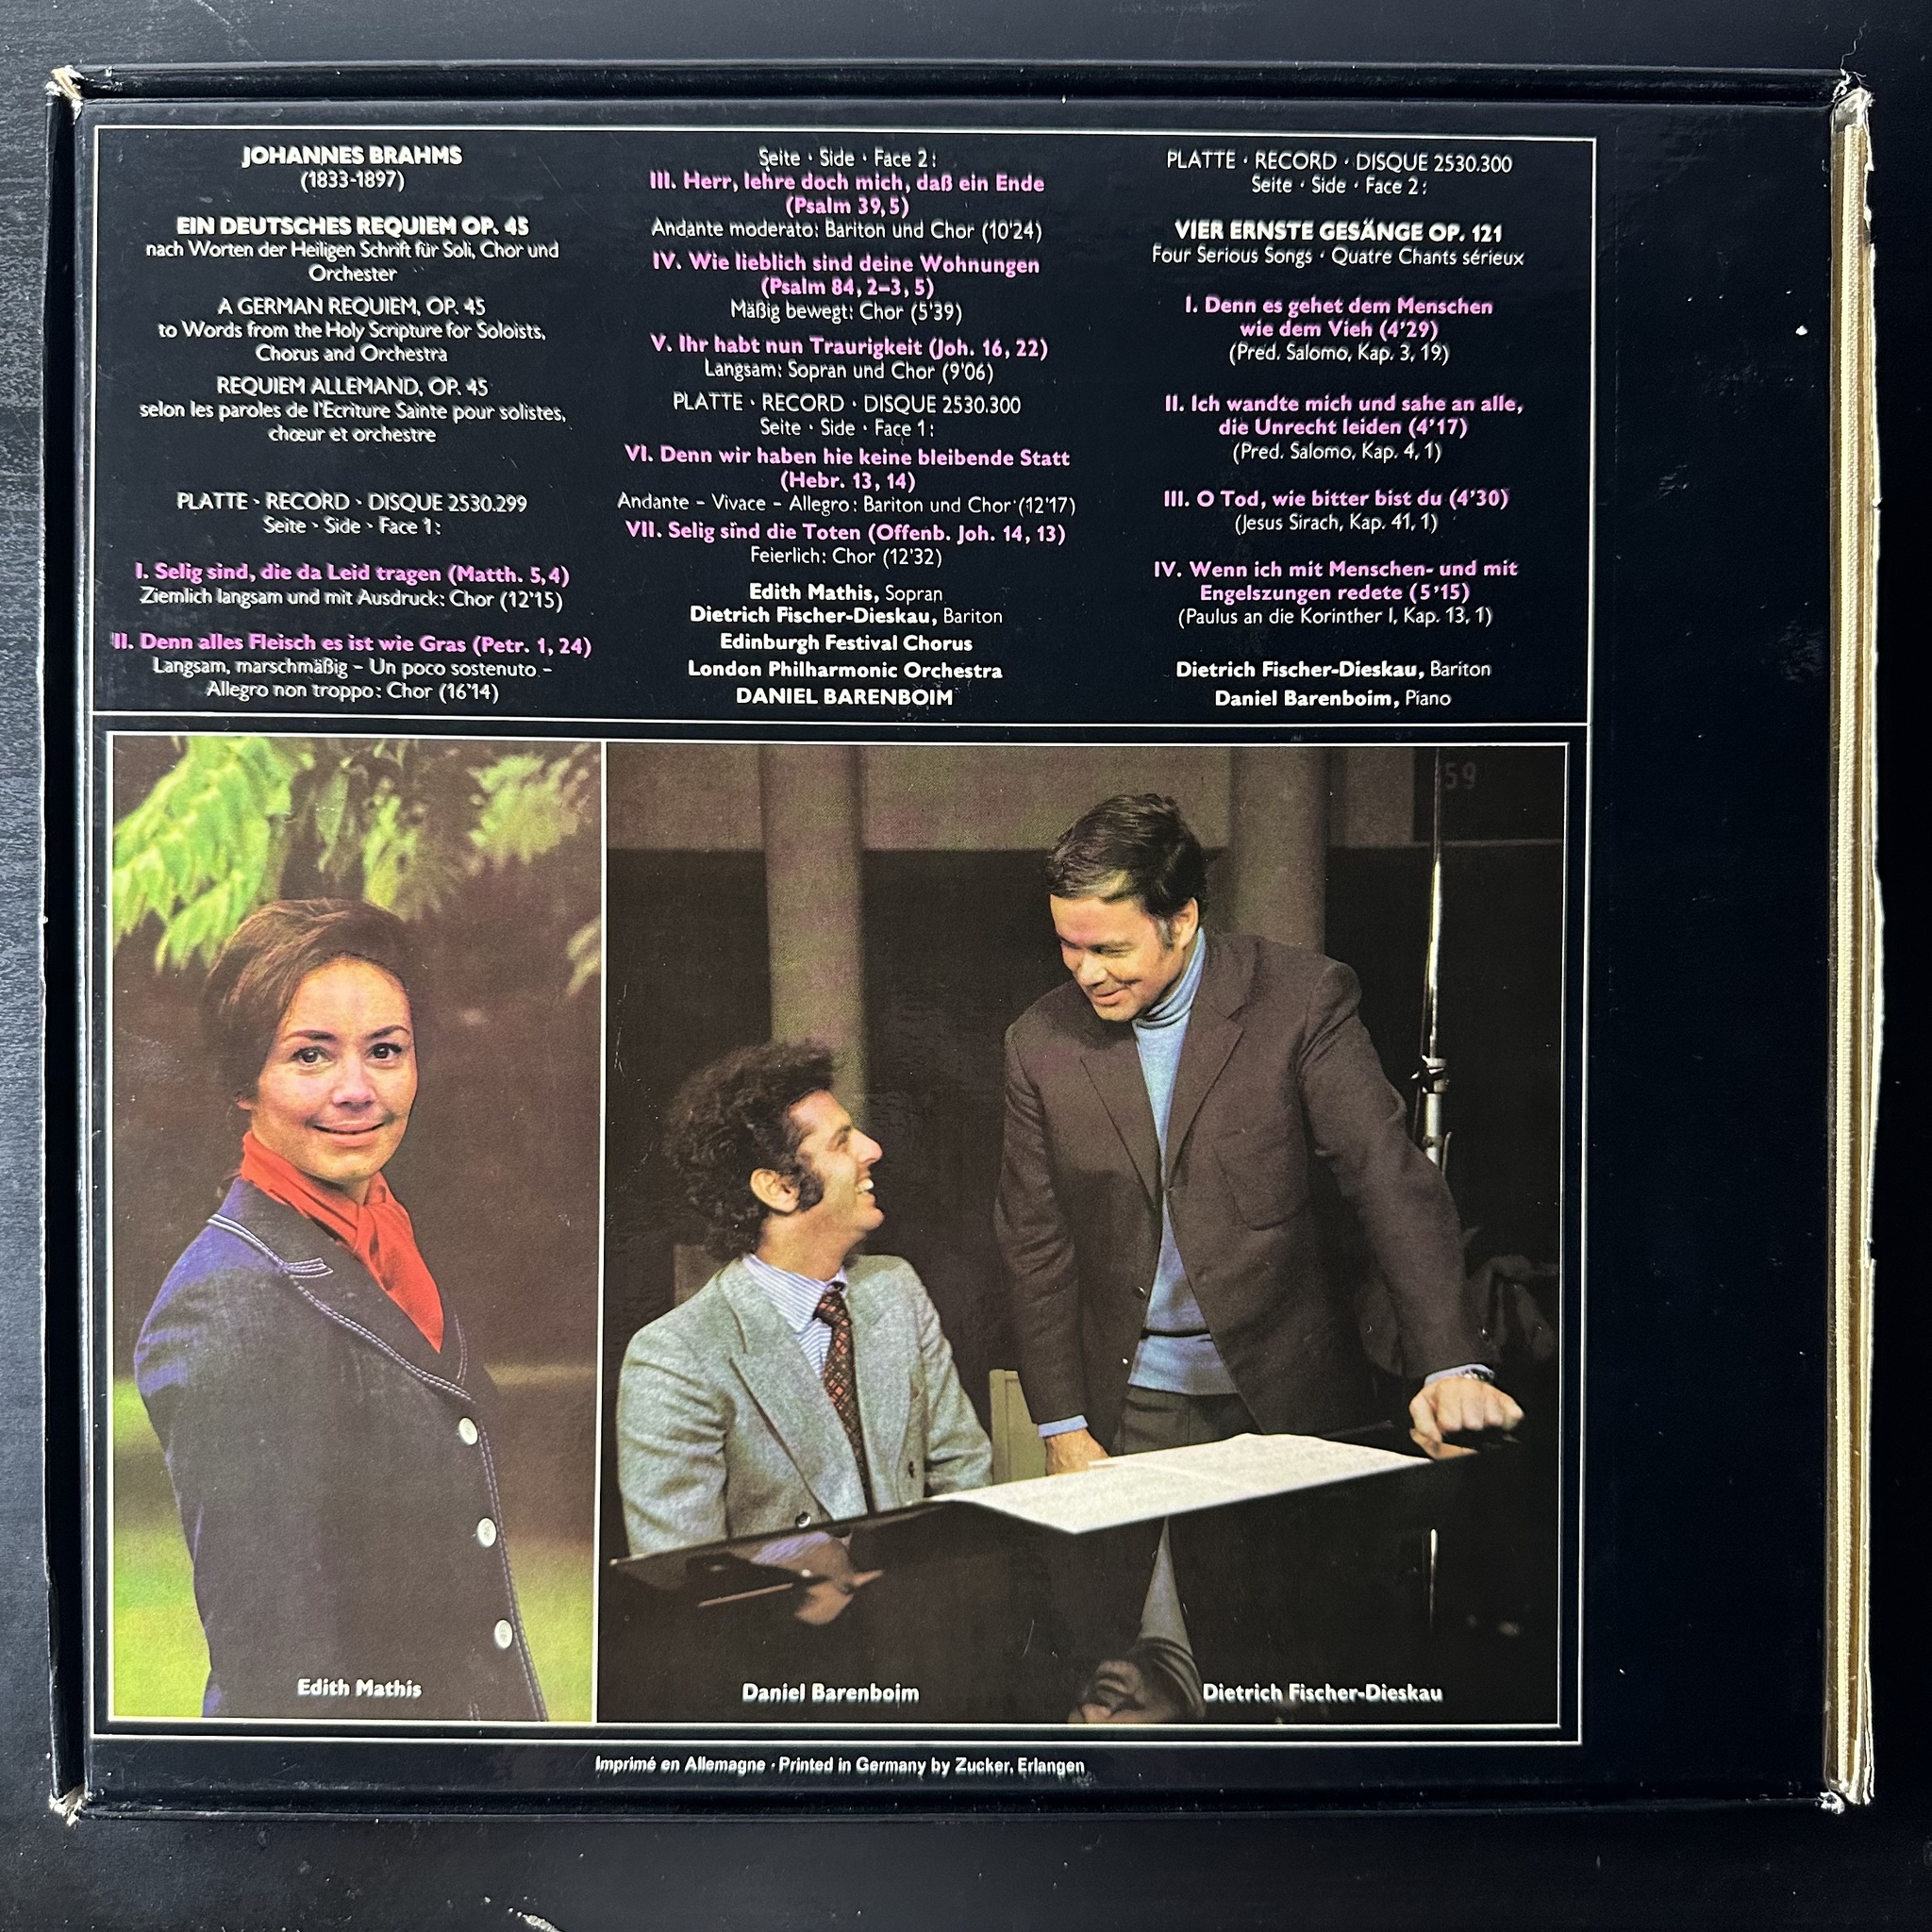 JOHANNES BRAHMS
(1833-1897)
EIN DEUTSCHES REQUIEM OP. 45
nach Worten der Heiligen Schrift für Soli, Chor und
Orchester
A GERMAN REQUIEM, OP. 45
to Words from the Holy Scripture for Soloists,
Chorus and Orchestra
REQUIEM ALLEMAND, OP. 45
selon les paroles de l'Ecriture Sainte pour solistes,
chœur et orchestre
PLATTE · RECORD · DISQUE 2530.299
Seite · Side · Face 1:
I. Selig sind, die da Leid tragen (Matth. 5,4)
Ziemlich langsam und mit Ausdruck: Chor (12'15)
II. Denn alles Fleisch es ist wie Gras (Petr. 1, 24)
Langsam, marschmäßig – Un poco sostenuto –
Allegro non troppo: Chor (16'14)
Seite · Side · Face 2:
III. Herr, lehre doch mich, daß ein Ende
(Psalm 39,5)
Andante moderato: Bariton und Chor (10'24)
IV. Wie lieblich sind deine Wohnungen
(Psalm 84, 2–3, 5)
Mäßig bewegt: Chor (5'39)
V. Ihr habt nun Traurigkeit (Joh. 16, 22)
Langsam: Sopran und Chor (9'06)
PLATTE · RECORD · DISQUE 2530.300
Seite · Side · Face 1:
VI. Denn wir haben hie keine bleibende Statt
(Hebr. 13, 14)
Andante – Vivace – Allegro: Bariton und Chor (12'17)
VII. Selig sind die Toten (Offenb. Joh. 14, 13)
Feierlich: Chor (12'32)
Edith Mathis, Sopran
Dietrich Fischer-Dieskau, Bariton
Edinburgh Festival Chorus
London Philharmonic Orchestra
DANIEL BARENBOIM
PLATTE · RECORD · DISQUE 2530.300
Seite · Side · Face 2:
VIER ERNSTE GESÄNGE OP. 121
Four Serious Songs · Quatre Chants sérieux
I. Denn es gehet dem Menschen
wie dem Vieh (4'29)
(Pred. Salomo, Kap. 3, 19)
II. Ich wandte mich und sahe an alle,
die Unrecht leiden (4'17)
(Pred. Salomo, Kap. 4, 1)
III. O Tod, wie bitter bist du (4'30)
(Jesus Sirach, Kap. 41, 1)
IV. Wenn ich mit Menschen- und mit
Engelszungen redete (5'15)
(Paulus an die Korinther I, Kap. 13, 1)
Dietrich Fischer-Dieskau, Bariton
Daniel Barenboim, Piano
59
Edith Mathis
Daniel Barenboim
Dietrich Fischer-Dieskau
Imprimé en Allemagne · Printed in Germany by Zucker, Erlangen